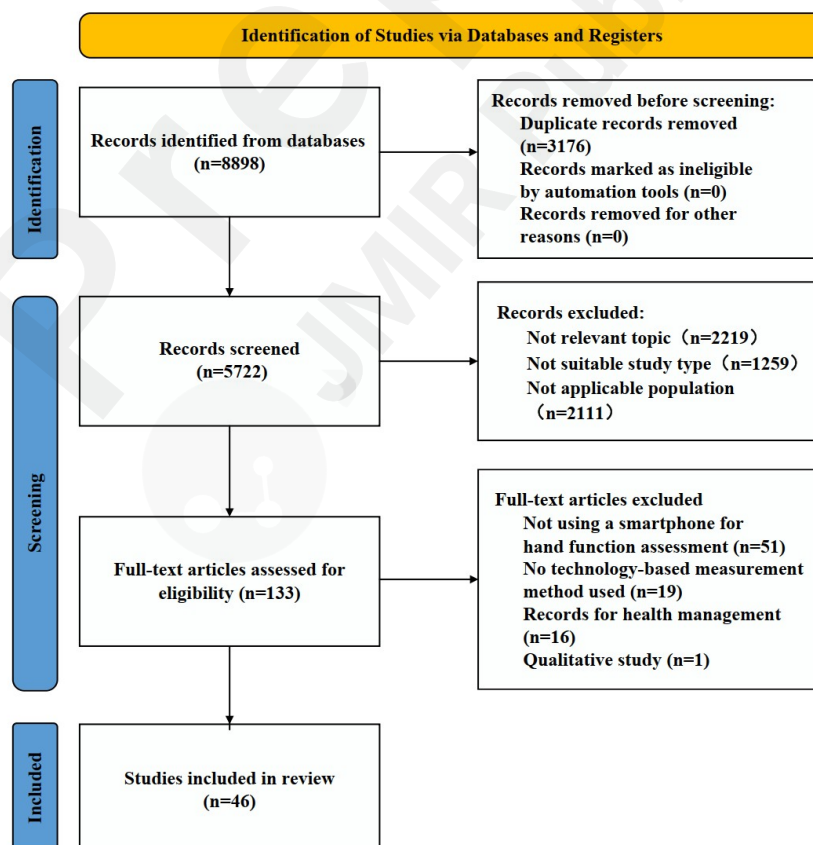 Identification of Studies via Databases and Registers
Identification
Records identified from databases
(n=8898)
Records removed before screening:
Duplicate records removed
(n=3176)
Records marked as ineligible
by automation tools (n=0)
Records removed for other
reasons (n=0)
Screening
Records screened
(n=5722)
Records excluded:
Not relevant topic（n=2219）
Not suitable study type（n=1259）
Not applicable population
（n=2111）
Full-text articles assessed for
eligibility (n=133)
Full-text articles excluded
Not using a smartphone for
hand function assessment (n=51)
No technology-based measurement
method used (n=19)
Records for health management
(n=16)
Qualitative study (n=1)
Included
Studies included in review
(n=46)
JMIR